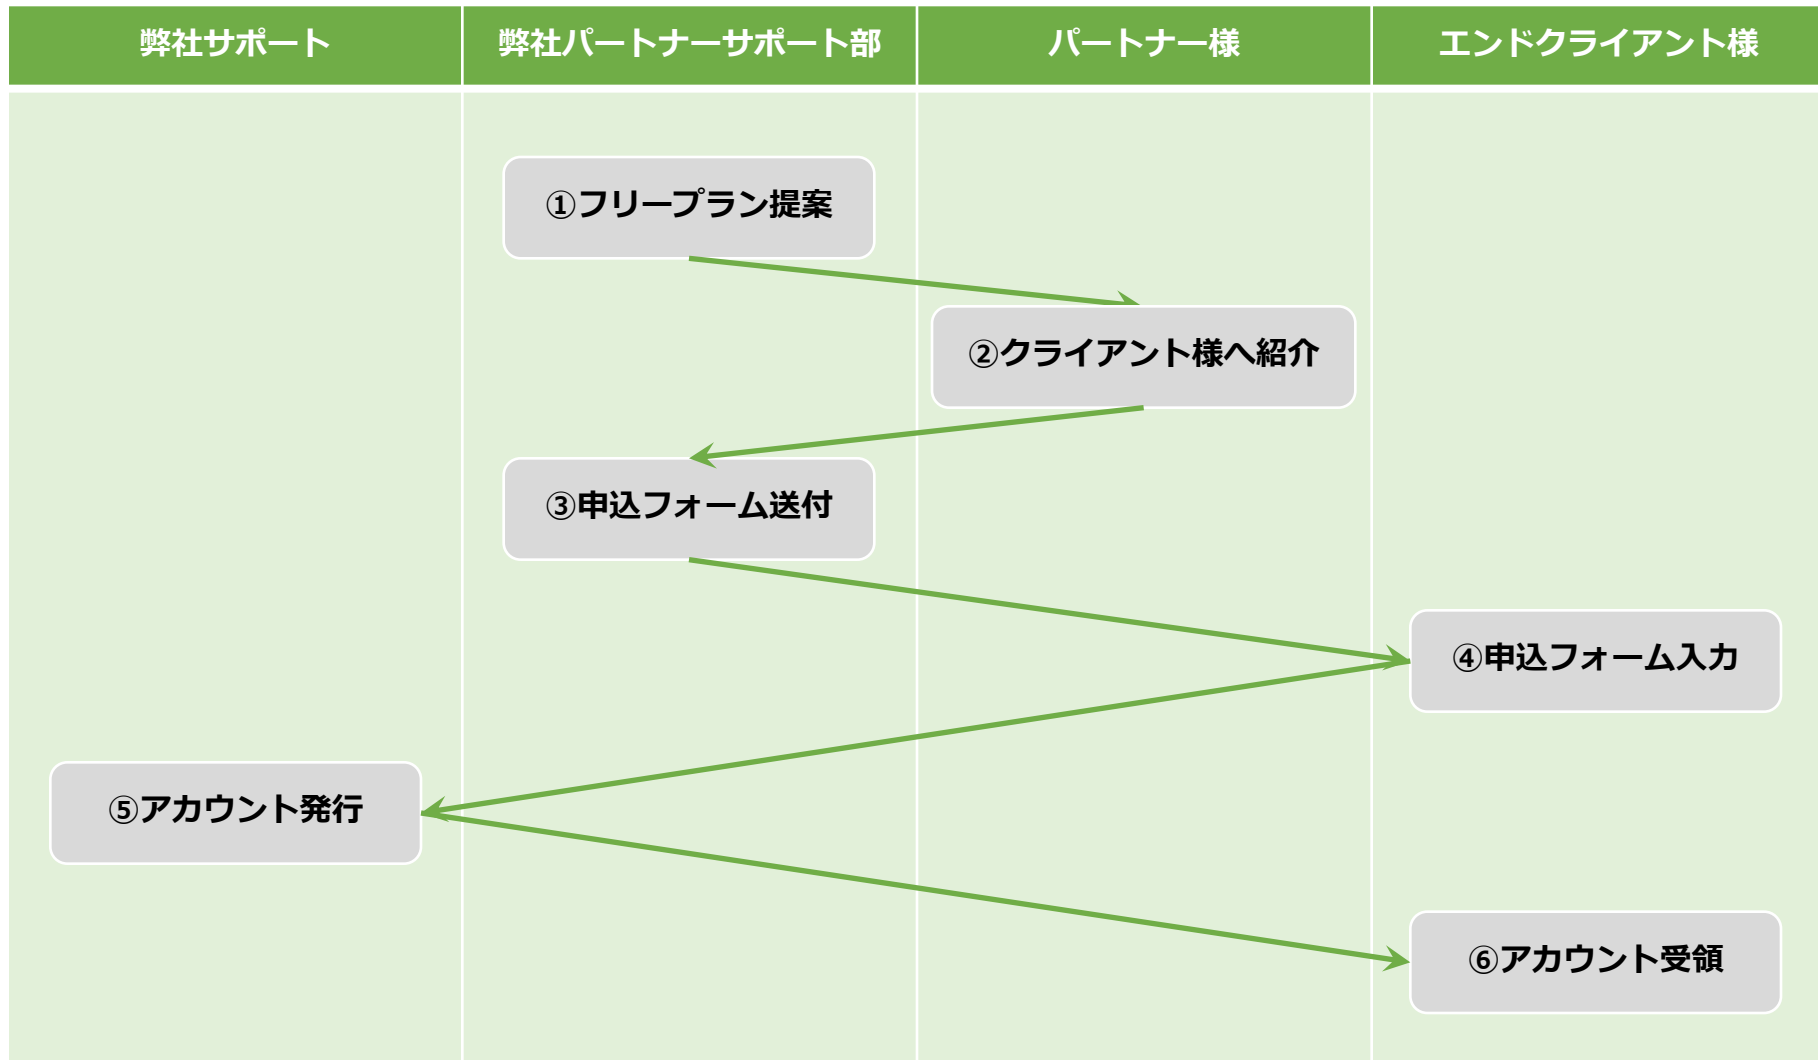 弊社サポート
弊社パートナーサポート部
パートナー様
エンドクライアント様
①フリープラン提案
②クライアント様へ紹介
③申込フォーム送付
④申込フォーム入力
⑤アカウント発行
⑥アカウント受領